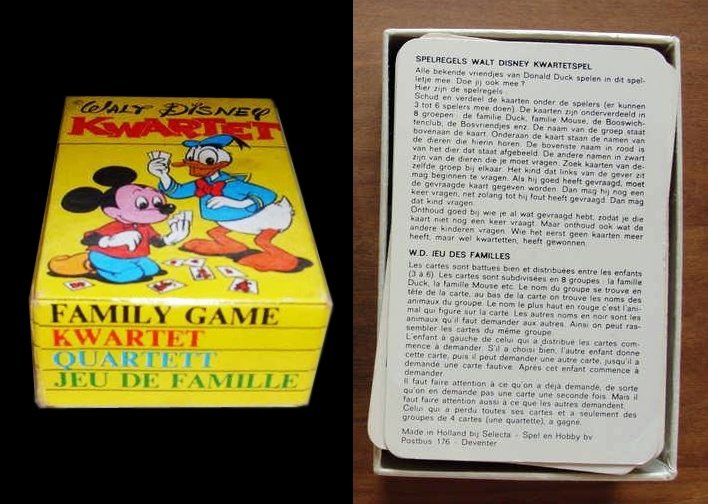 WALT DISNEY
KWARTET
FAMILY GAME
KWARTET
QUARTETT
JEU DE FAMILLE
SPELREGELS WALT DISNEY KWARTETSPEL
Alle bekende vriendjes van Donald Duck spelen in dit spel-
letje mee. Doe jij ook mee?
Hier zijn de spelregels:
Schud en verdeel de kaarten onder de spelers (er kunnen
3 tot 6 spelers mee doen). De kaarten zijn onderverdeeld in
8 groepen: de familie Duck, familie Mouse, de Booswich-
tenclub, de Bosvriendjes enz. De naam van de groep staat
bovenaan de kaart. Onderaan de kaart staan de namen van
de dieren die hierin horen. De bovenste naam in rood is
van het dier dat staat afgebeeld. De andere namen in zwart
zijn van de dieren die je moet vragen. Zoek kaarten van de-
zelfde groep bij elkaar. Het kind dat links van de gever zit
mag beginnen te vragen. Als hij goed heeft gevraagd, moet
de gevraagde kaart gegeven worden. Dan mag hij nog een
kaart vragen, net zolang tot hij fout heeft gevraagd. Dan mag
dat kind vragen.
Onthoud goed bij wie je al wat gevraagd hebt, zodat je die
kaart niet nog een keer vraagt. Maar onthoud ook wat de
andere kinderen vragen. Wie het eerst geen kaarten meer
heeft, maar wel kwartetten, heeft gewonnen.
W.D. JEU DES FAMILLES
Les cartes sont battues bien et distribuées entre les enfants
(3 à 6). Les cartes sont subdivisées en 8 groupes: la famille
Duck, la famille Mouse etc. Le nom du groupe se trouve en
tête de la carte, au bas de la carte on trouve les noms des
animaux du groupe. Le nom le plus haut en rouge c'est l'ani-
mal qui figure sur la carte. Les autres noms en noir sont les
animaux qu'il faut demander aux autres. Ainsi on peut ras-
sembler les cartes du même groupe.
L'enfant à gauche de celui qui a distribué les cartes com-
mence à demander. S'il a choisi bien, l'autre enfant donne
cette carte, puis il peut demander une autre carte, jusqu'il a
demandé une carte fautive. Après cet enfant commence à
demander.
Il faut faire attention à ce qu'on a déjà demandé, de sorte
qu'on en demande pas une carte une seconde fois. Mais il
faut faire attention aussi à ce que les autres demandent.
Celui qui a perdu toutes ses cartes et a seulement des
groupes de 4 cartes (une quartette), a gagné.
Made in Holland bij Selecta - Spel en Hobby bv
Postbus 176 - Deventer